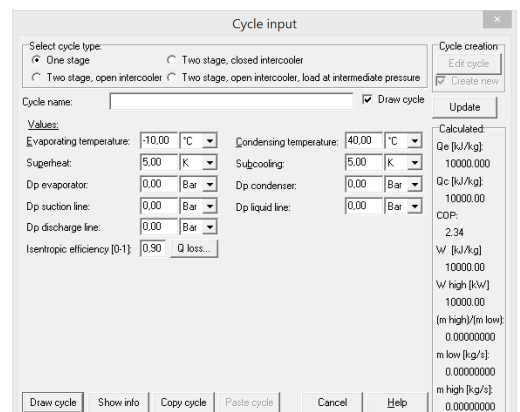 Cycle input
Select cycle type:
One stage
Two stage, closed intercooler
Two stage, open intercooler
Two stage, open intercooler, load at intermediate pressure
Cycle creation
Edit cycle
Create new
Cycle name:
Draw cycle
Update
Values:
Evaporating temperature: -10,00 °C
Condensing temperature: 40,00 °C
Superheat: 5,00 K
Subcooling: 5,00 K
Dp evaporator: 0,00 Bar
Dp condenser: 0,00 Bar
Dp suction line: 0,00 Bar
Dp liquid line: 0,00 Bar
Dp discharge line: 0,00 Bar
Isentropic efficiency [0-1]: 0,90 Q loss...
Calculated:
Qe [kJ/kg]:
10000.000
Qc [kJ/kg]:
10000.00
COP:
2.34
W [kJ/kg]
10000.00
W high [kW]
10000.00
(m high)/(m low):
0.00000000
m low [kg/s]:
0.00000000
m high [kg/s]:
0.00000000
Draw cycle Show info Copy cycle Paste cycle Cancel Help